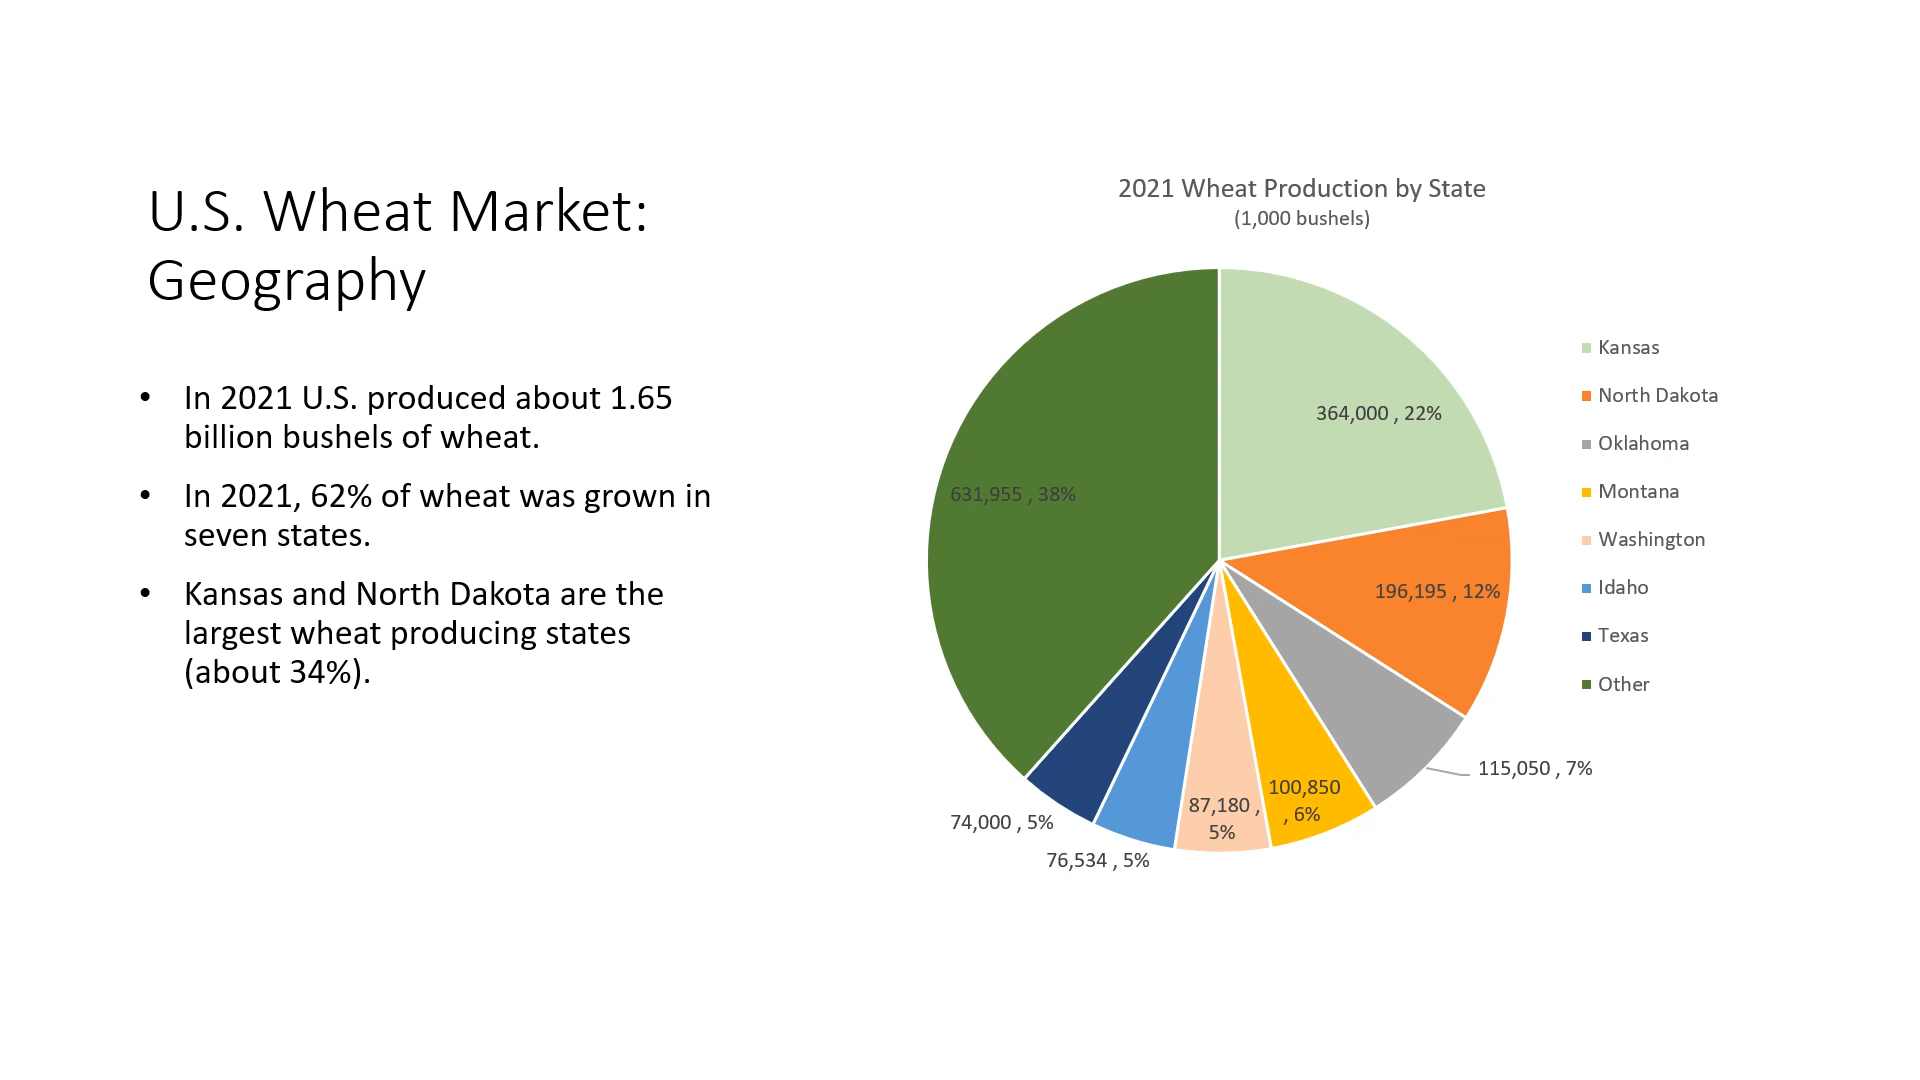 U.S. Wheat Market:
Geography
• In 2021 U.S. produced about 1.65
billion bushels of wheat.
• In 2021, 62% of wheat was grown in
seven states.
• Kansas and North Dakota are the
largest wheat producing states
(about 34%).
2021 Wheat Production by State
(1,000 bushels)
364,000 , 22%
196,195 , 12%
115,050 , 7%
100,850
, 6%
87,180 ,
5%
76,534 , 5%
74,000 , 5%
631,955 , 38%
Kansas
North Dakota
Oklahoma
Montana
Washington
Idaho
Texas
Other